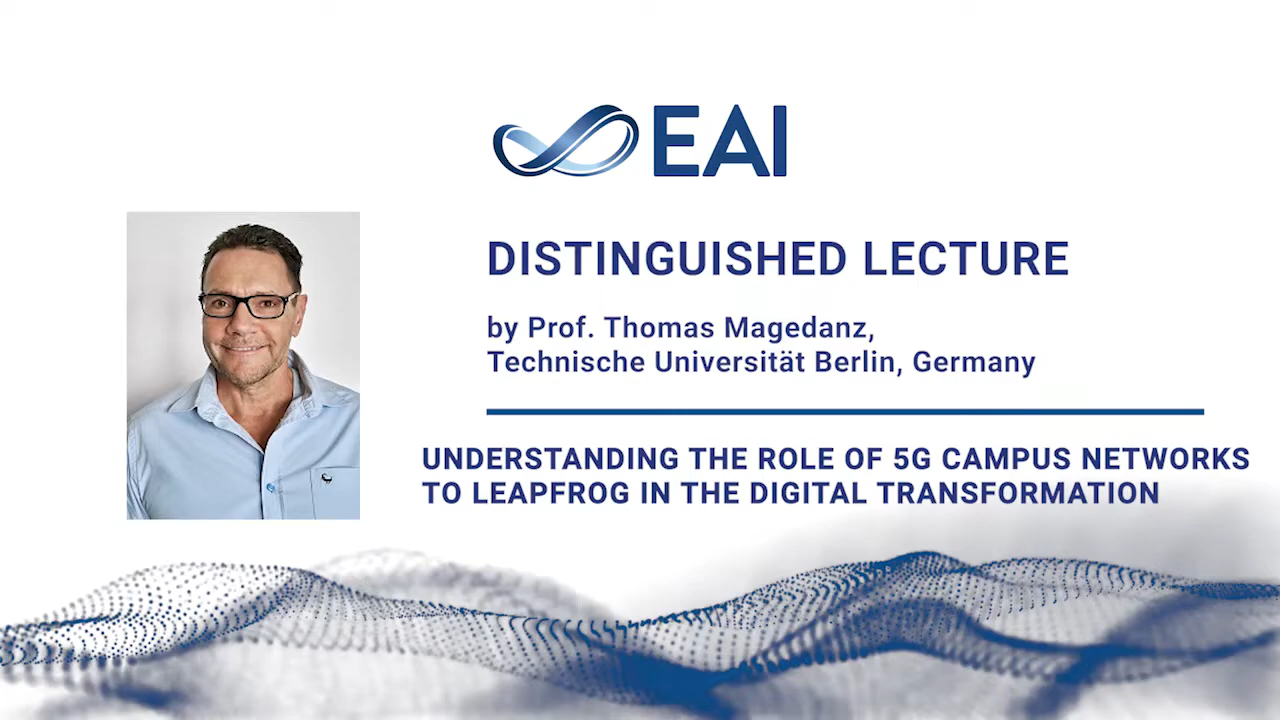 EAI
DISTINGUISHED LECTURE
by Prof. Thomas Magedanz,
Technische Universität Berlin, Germany
UNDERSTANDING THE ROLE OF 5G CAMPUS NETWORKS
TO LEAPFROG IN THE DIGITAL TRANSFORMATION